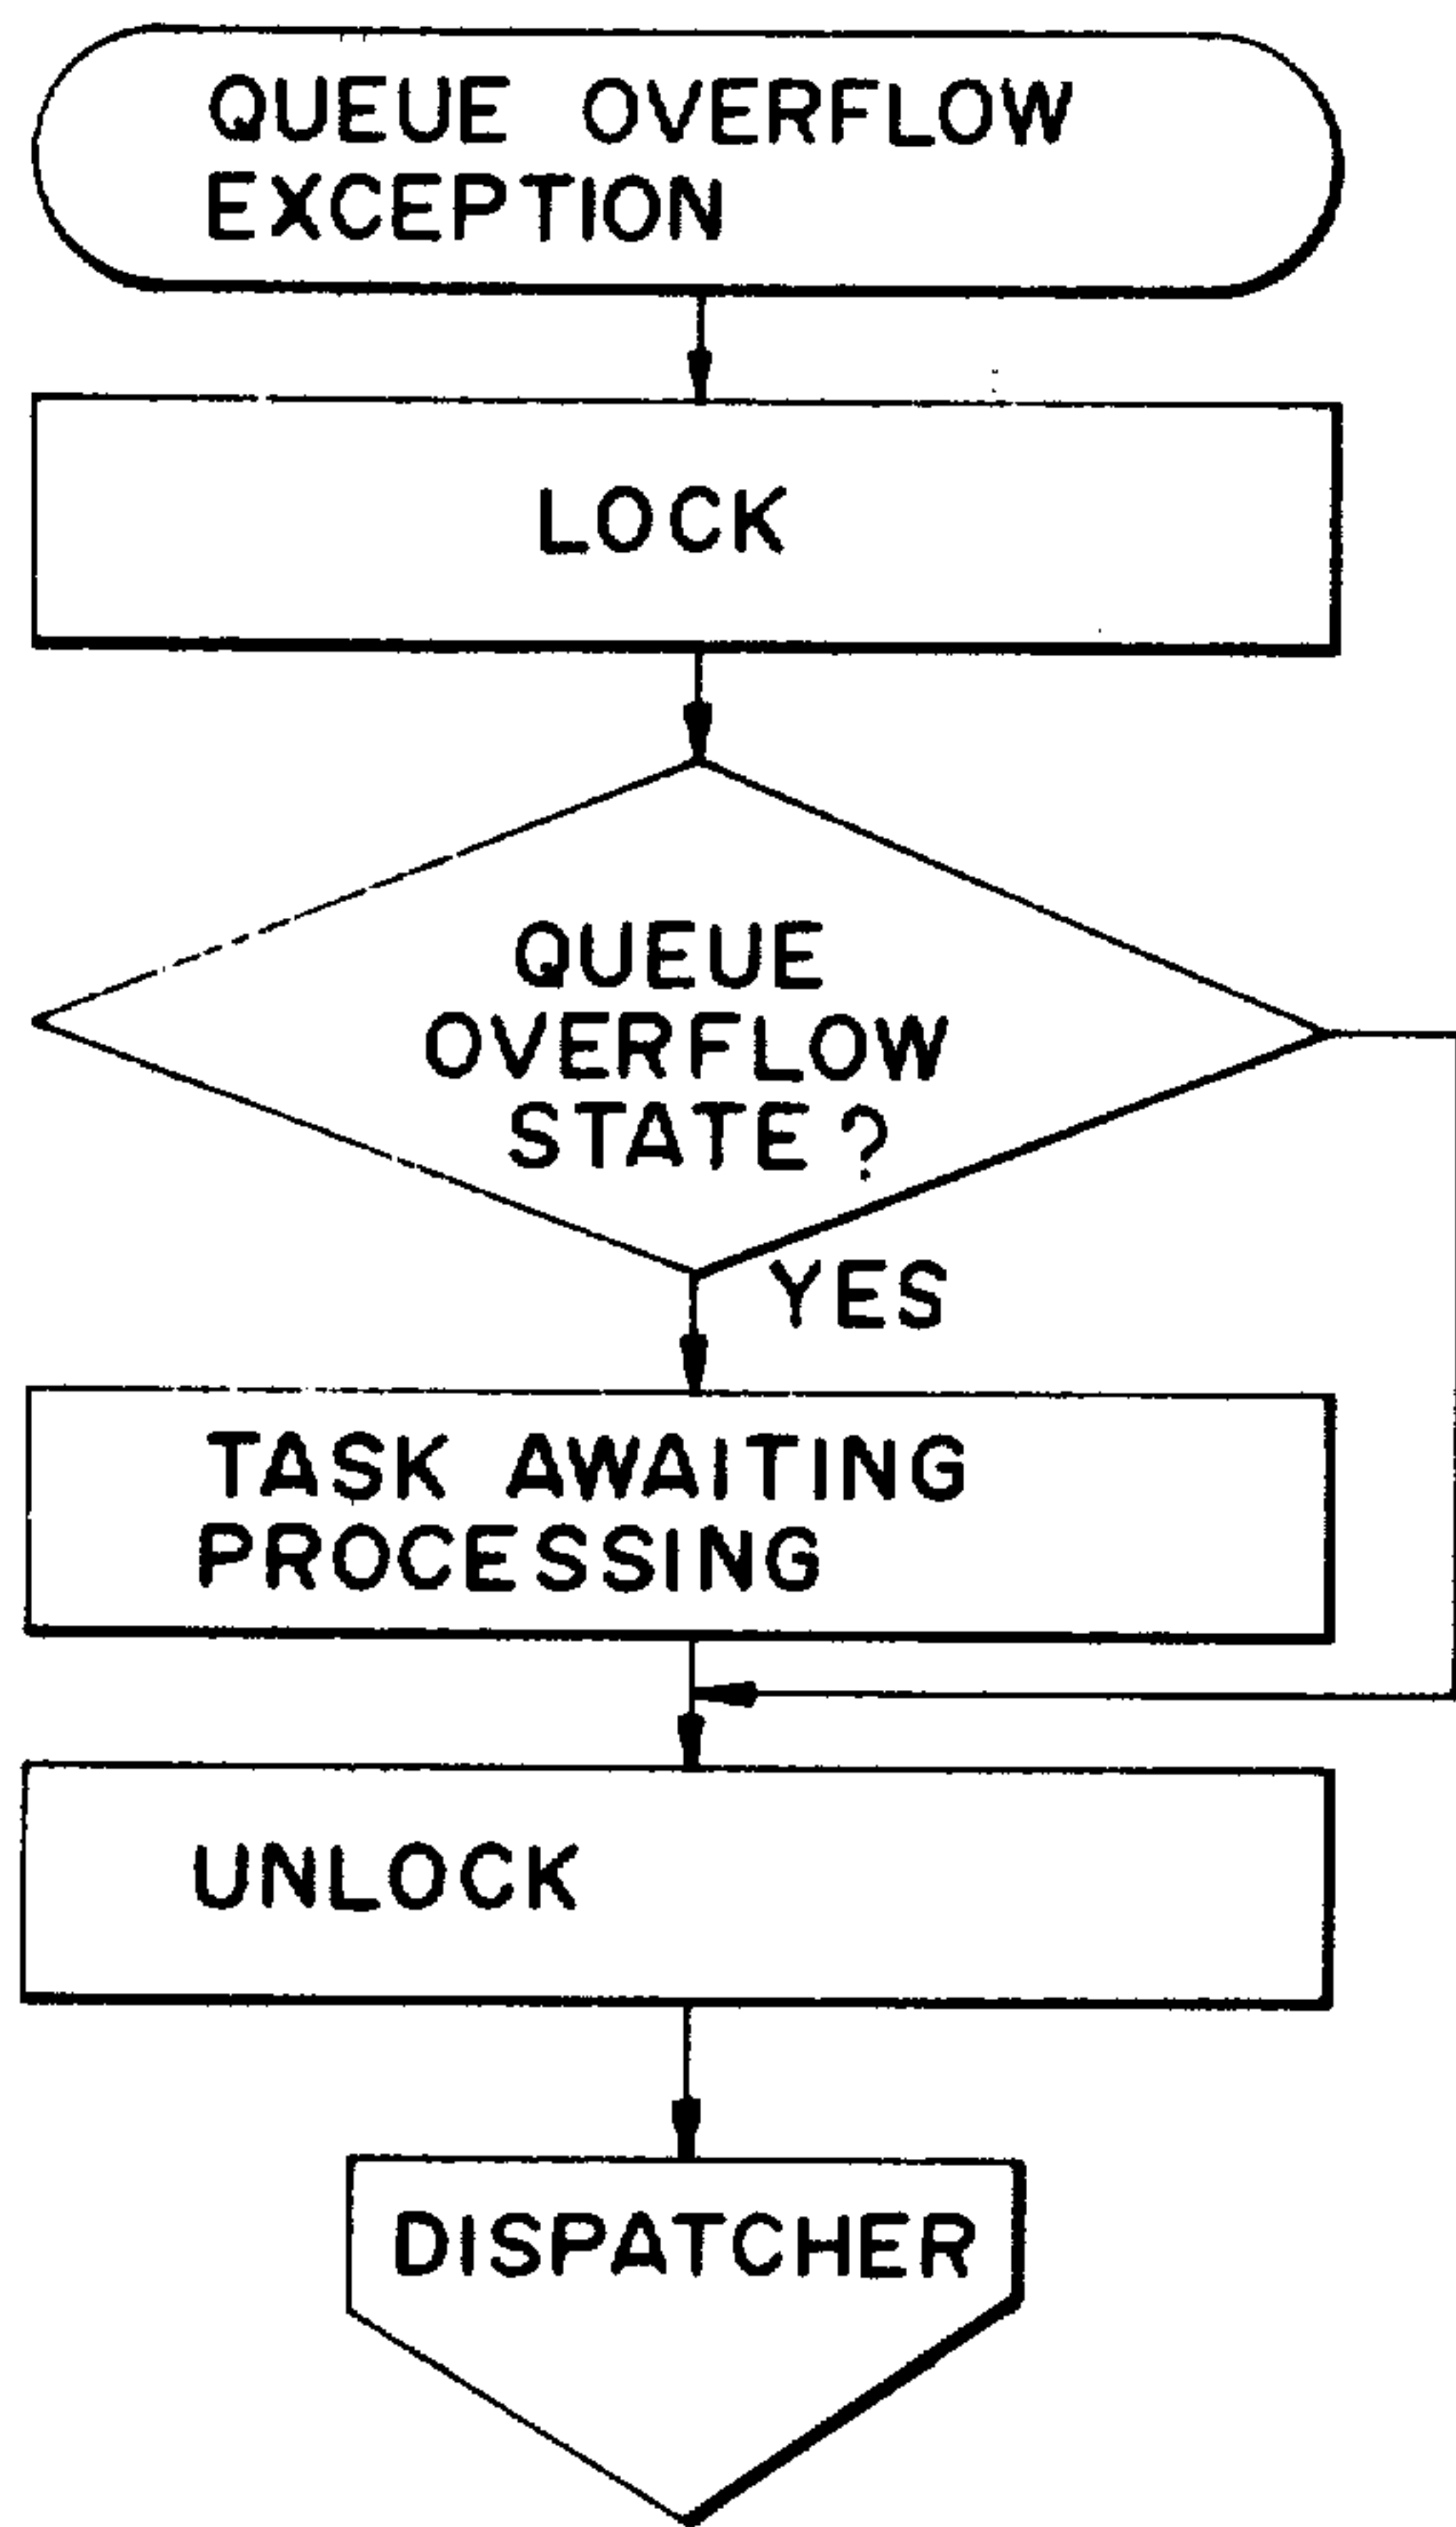 QUEUE OVERFLOW
EXCEPTION
LOCK
QUEUE
OVERFLOW
STATE?
YES
TASK AWAITING
PROCESSING
UNLOCK
DISPATCHER